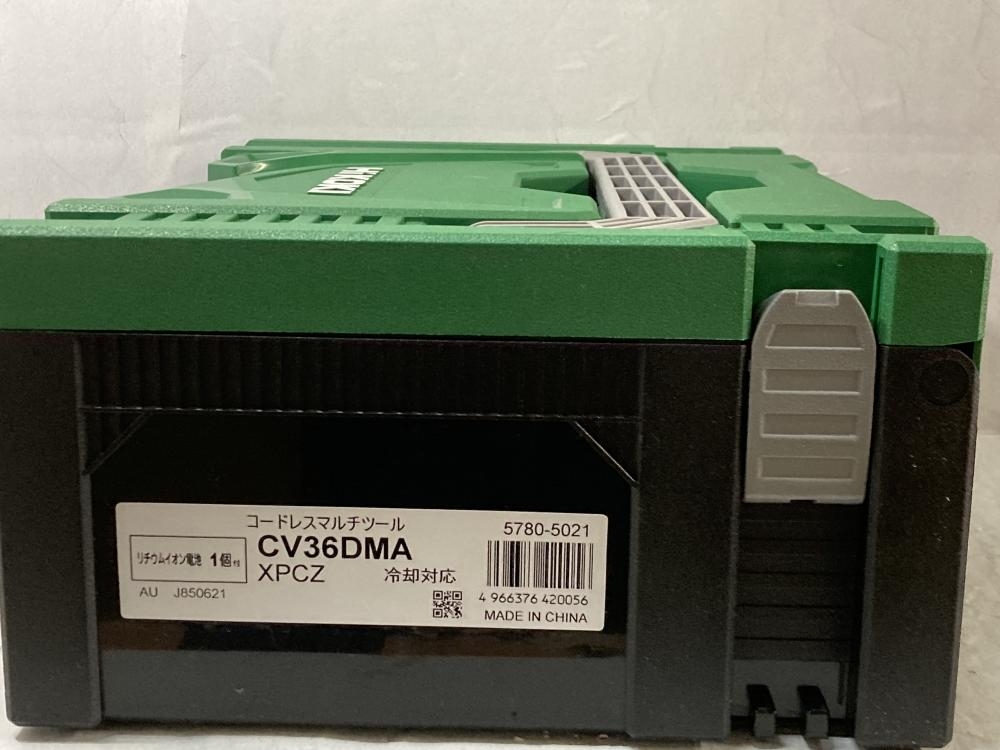 HiKOKI
コードレスマルチツール
リチウムイオン電池 1個付
CV36DMA
XPCZ 冷却対応
AU J850621
5780-5021
4 966376 420056
MADE IN CHINA